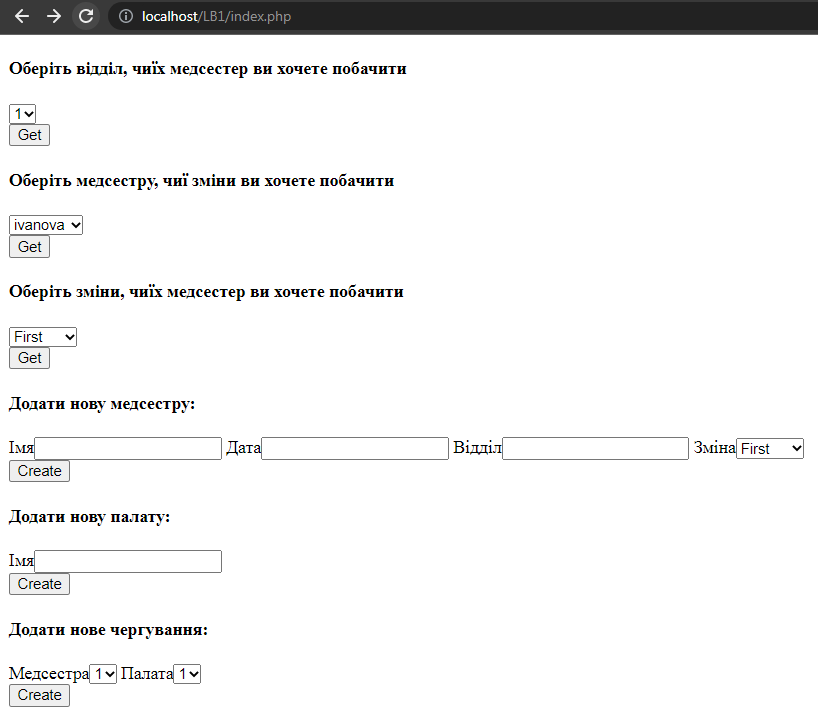 localhost/LB1/index.php
Оберіть відділ, чиїх медсестер ви хочете побачити
1
Get
Оберіть медсестру, чиї зміни ви хочете побачити
ivanova
Get
Оберіть зміни, чиїх медсестер ви хочете побачити
First
Get
Додати нову медсестру:
Імя Дата Відділ Зміна First
Create
Додати нову палату:
Імя
Create
Додати нове чергування:
Медсестра 1 Палата 1
Create